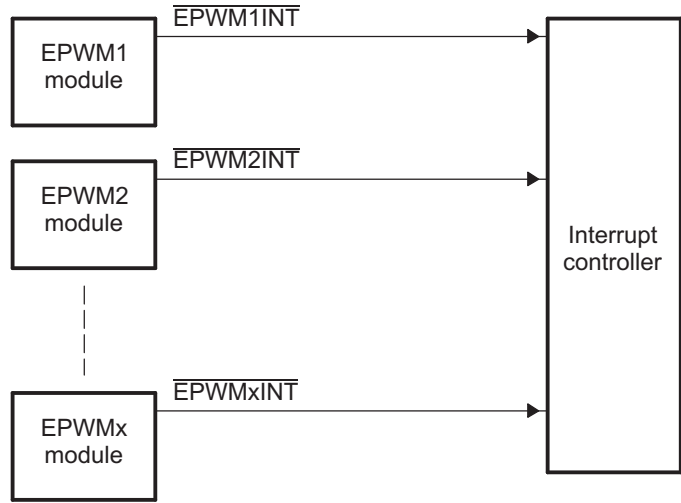 EPWM1INT
EPWM1
module
EPWM2INT
EPWM2
module
Interrupt
controller
EPWMxINT
EPWMx
module